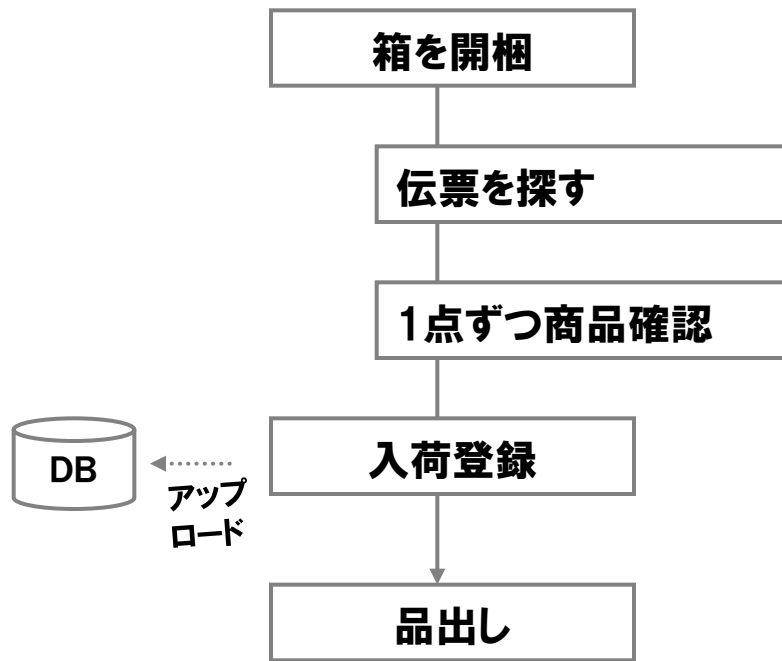 箱を開梱
伝票を探す
1点ずつ商品確認
入荷登録
DB
アップ
ロード
品出し